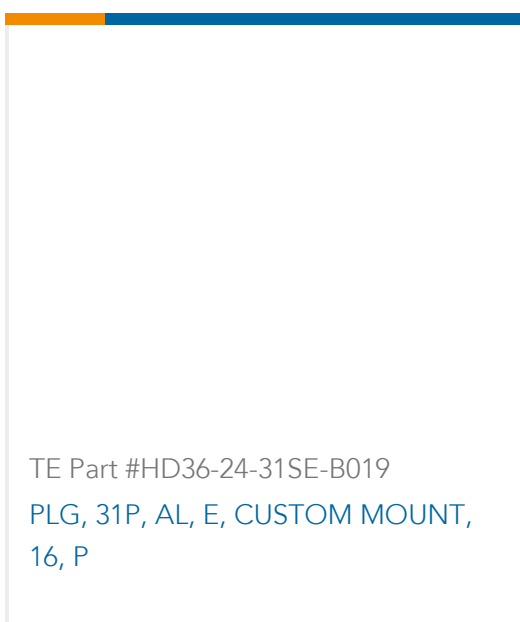 TE Part #HD36-24-31SE-B019
PLG, 31P, AL, E, CUSTOM MOUNT,
16, P